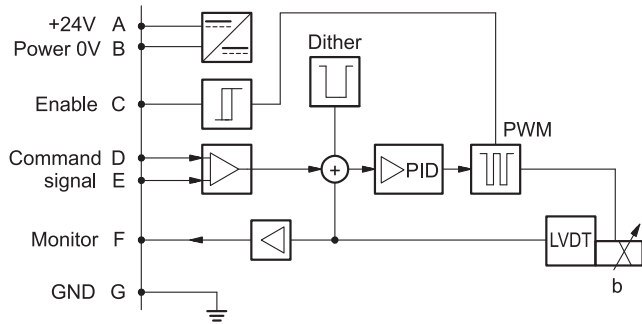 +24V A
Power 0V B
Dither
Enable C
PWM
Command D
signal E
+
PID
Monitor F
LVDT
b
GND G